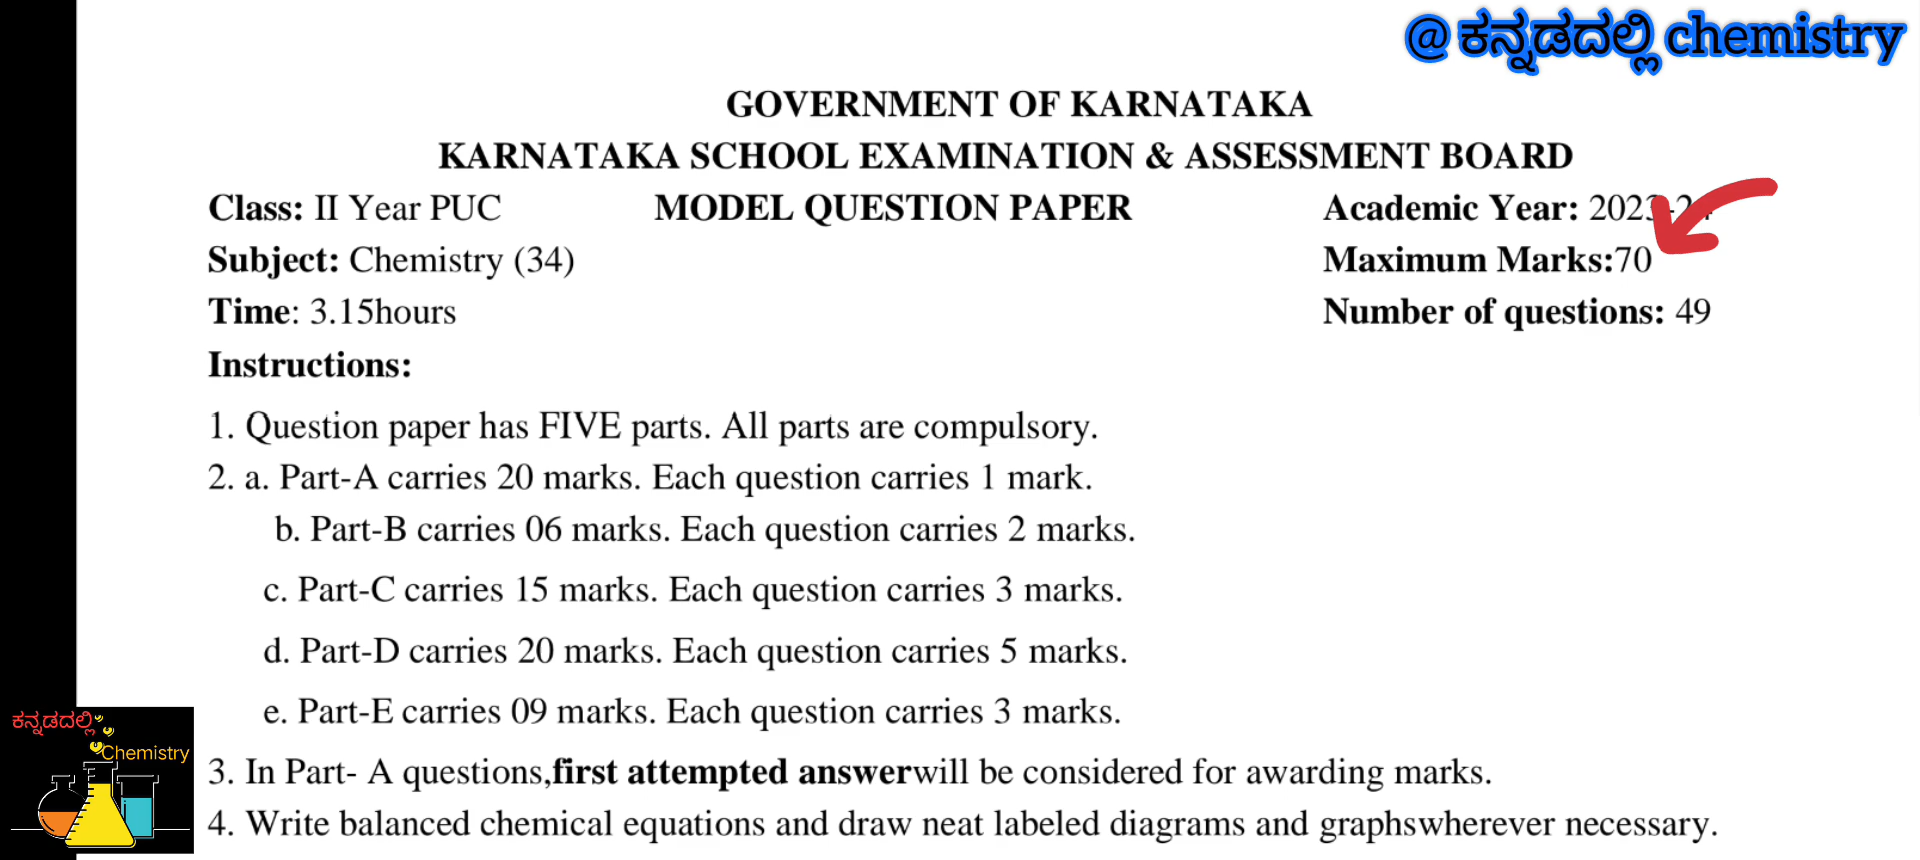 @ ಕನ್ನಡದಲ್ಲಿ chemistry
GOVERNMENT OF KARNATAKA
KARNATAKA SCHOOL EXAMINATION & ASSESSMENT BOARD
Class: II Year PUC MODEL QUESTION PAPER Academic Year: 2023-24
Subject: Chemistry (34) Maximum Marks:70
Time: 3.15hours Number of questions: 49
Instructions:
1. Question paper has FIVE parts. All parts are compulsory.
2. a. Part-A carries 20 marks. Each question carries 1 mark.
b. Part-B carries 06 marks. Each question carries 2 marks.
c. Part-C carries 15 marks. Each question carries 3 marks.
d. Part-D carries 20 marks. Each question carries 5 marks.
e. Part-E carries 09 marks. Each question carries 3 marks.
3. In Part- A questions,first attempted answerwill be considered for awarding marks.
4. Write balanced chemical equations and draw neat labeled diagrams and graphswherever necessary.
ಕನ್ನಡದಲ್ಲಿ
Chemistry